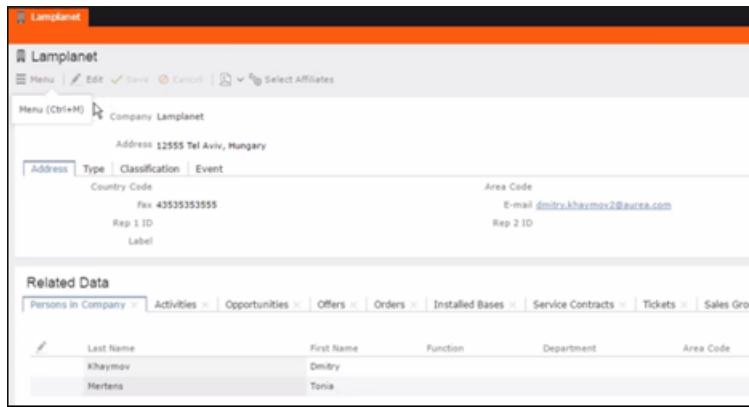 Lamplanet
Lamplanet
Menu Edit Save Cancel Select Affiliates
Menu (Ctrl+M)
Company Lamplanet
Address 12555 Tel Aviv, Hungary
Address Type Classification Event
Country Code Area Code
Fax 43535353555 E-mail dmitry.khaymov2@aurea.com
Rep 1 ID Rep 2 ID
Label
Related Data
Persons in Company Activities Opportunities Offers Orders Installed Bases Service Contracts Tickets Sales Gro
Last Name First Name Function Department Area Code
Khaymov Dmitry
Mertens Tonia